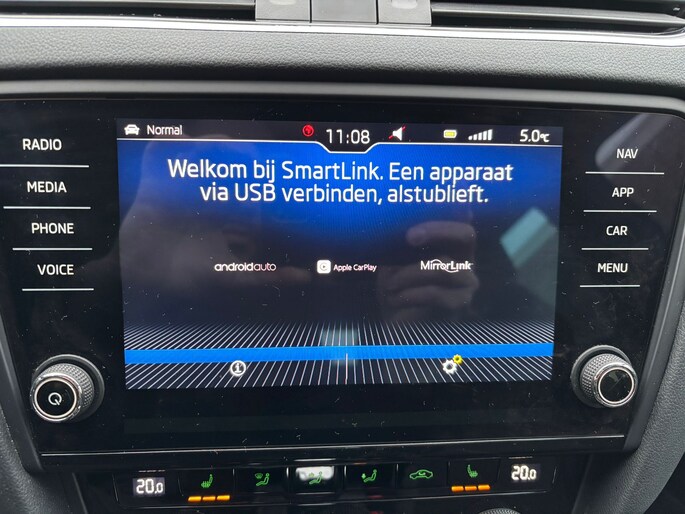 Normal
11:08
5.0°C
RADIO
MEDIA
PHONE
VOICE
Welkom bij SmartLink. Een apparaat
via USB verbinden, alstublieft.
androidauto
Apple CarPlay
MirrorLink
NAV
APP
CAR
MENU
20.0
20.0